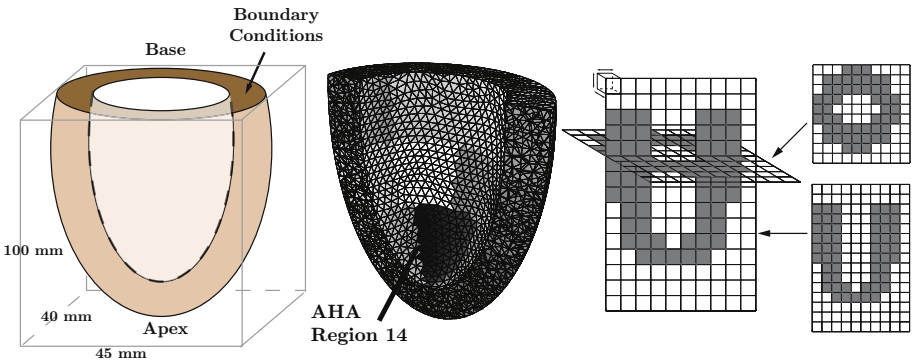 Boundary
Conditions
Base
100 mm
40 mm
45 mm
Apex
AHA
Region 14